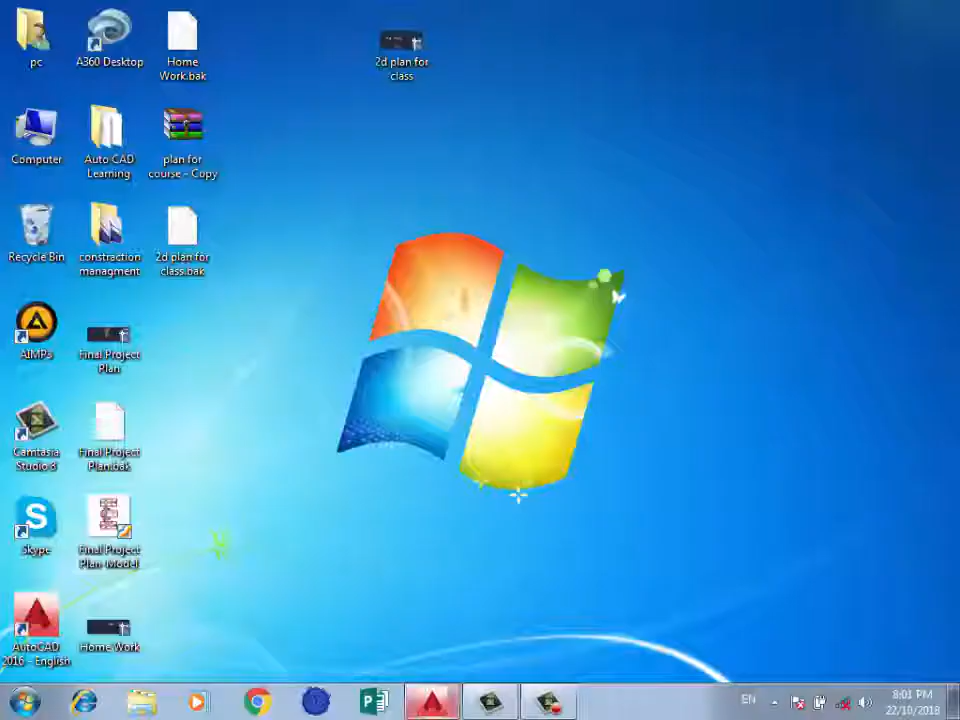 pc
A360 Desktop
Home
Work.bak
2d plan for
class
Computer
Auto CAD
Learning
plan for
course - Copy
Recycle Bin
constraction
managment
2d plan for
class.bak
AIMPs
Final Project
Plan
Camtasia
Studio 8
Final Project
Plan.bak
Skype
Final Project
Plan-Model
AutoCAD
2016 - English
Home Work
EN
8:01 PM
22/10/2018